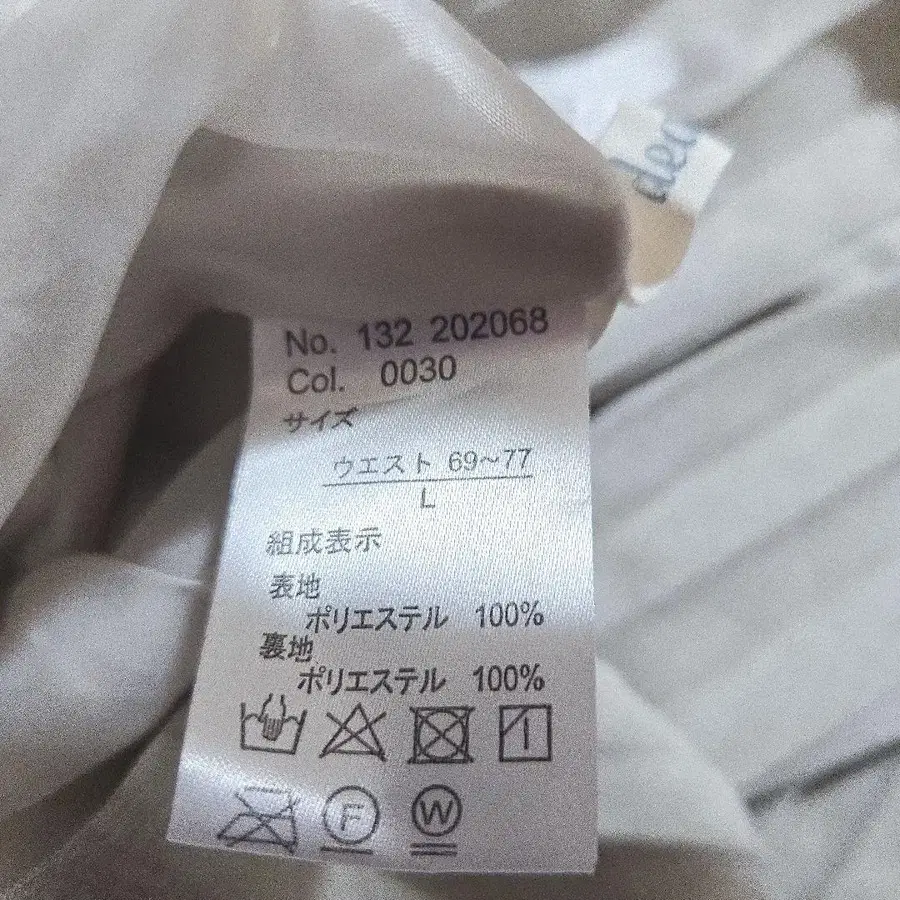 No. 132 202068
Col. 0030
サイズ
ウエスト 69~77
L
組成表示
表地
ポリエステル 100%
裏地
ポリエステル 100%
F
W